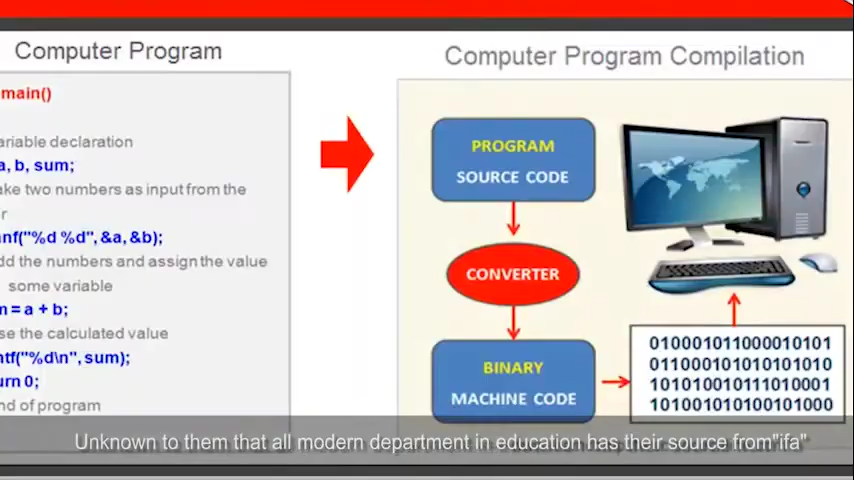 Computer Program
main()
ariable declaration
a, b, sum;
ake two numbers as input from the
r
nf("%d %d", &a, &b);
dd the numbers and assign the value
some variable
m = a + b;
se the calculated value
ntf("%d\n", sum);
urn 0;
nd of program
Computer Program Compilation
PROGRAM
SOURCE CODE
CONVERTER
BINARY
MACHINE CODE
010001011000010101
011000101010101010
101010010111010001
101001010100101000
Unknown to them that all modern department in education has their source from"ifa"